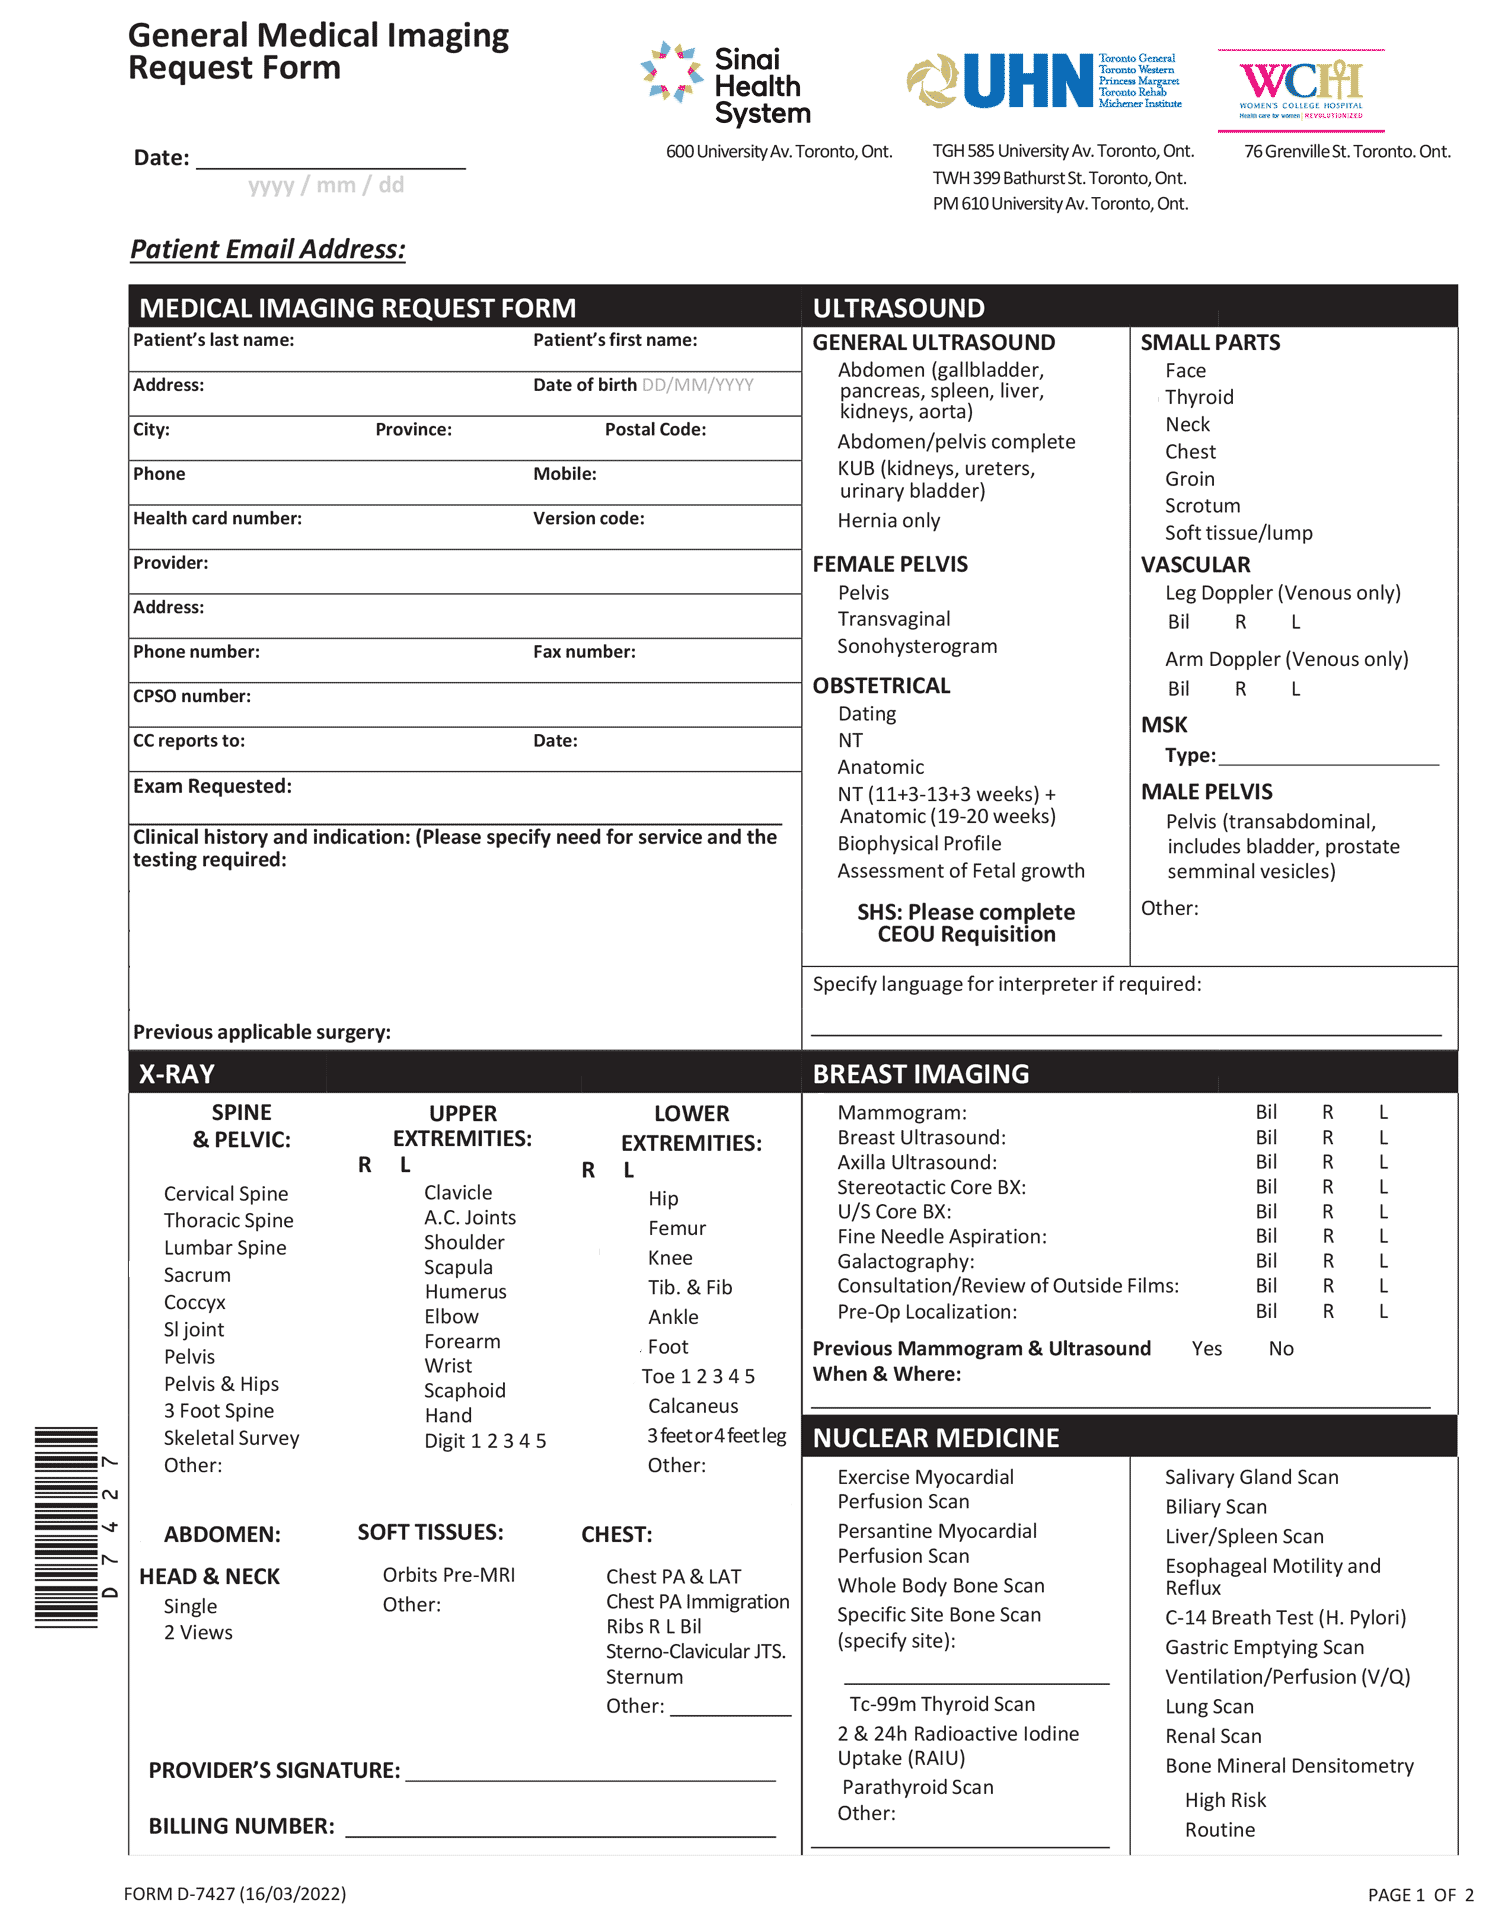 General Medical Imaging
Request Form
Sinai
Health
System
UHN
Toronto General
Toronto Western
Princess Margaret
Toronto Rehab
Michener Institute
WCH
WOMEN'S COLLEGE HOSPITAL
Health care for women | REVOLUTIONIZED
600 University Av. Toronto, Ont.
TGH 585 University Av. Toronto, Ont.
TWH 399 Bathurst St. Toronto, Ont.
PM 610 University Av. Toronto, Ont.
76 Grenville St. Toronto. Ont.
Date:
yyyy / mm / dd
Patient Email Address:
MEDICAL IMAGING REQUEST FORM
Patient's last name: Patient's first name:
Address: Date of birth DD/MM/YYYY
City: Province: Postal Code:
Phone Mobile:
Health card number: Version code:
Provider:
Address:
Phone number: Fax number:
CPSO number:
CC reports to: Date:
Exam Requested:
Clinical history and indication: (Please specify need for service and the
testing required:
Previous applicable surgery:
ULTRASOUND
GENERAL ULTRASOUND
Abdomen (gallbladder,
pancreas, spleen, liver,
kidneys, aorta)
Abdomen/pelvis complete
KUB (kidneys, ureters,
urinary bladder)
Hernia only
FEMALE PELVIS
Pelvis
Transvaginal
Sonohysterogram
OBSTETRICAL
Dating
NT
Anatomic
NT (11+3-13+3 weeks) +
Anatomic (19-20 weeks)
Biophysical Profile
Assessment of Fetal growth
SHS: Please complete
CEOU Requisition
SMALL PARTS
Face
Thyroid
Neck
Chest
Groin
Scrotum
Soft tissue/lump
VASCULAR
Leg Doppler (Venous only)
Bil R L
Arm Doppler (Venous only)
Bil R L
MSK
Type:
MALE PELVIS
Pelvis (transabdominal,
includes bladder, prostate
semminal vesicles)
Other:
Specify language for interpreter if required:
X-RAY
SPINE
& PELVIC:
Cervical Spine
Thoracic Spine
Lumbar Spine
Sacrum
Coccyx
Sl joint
Pelvis
Pelvis & Hips
3 Foot Spine
Skeletal Survey
Other:
UPPER
EXTREMITIES:
R L
Clavicle
A.C. Joints
Shoulder
Scapula
Humerus
Elbow
Forearm
Wrist
Scaphoid
Hand
Digit 1 2 3 4 5
LOWER
EXTREMITIES:
R L
Hip
Femur
Knee
Tib. & Fib
Ankle
Foot
Toe 1 2 3 4 5
Calcaneus
3 feet or 4 feet leg
Other:
ABDOMEN:
HEAD & NECK
Single
2 Views
SOFT TISSUES:
Orbits Pre-MRI
Other:
CHEST:
Chest PA & LAT
Chest PA Immigration
Ribs R L Bil
Sterno-Clavicular JTS.
Sternum
Other:
PROVIDER'S SIGNATURE:
BILLING NUMBER:
BREAST IMAGING
Mammogram: Bil R L
Breast Ultrasound: Bil R L
Axilla Ultrasound: Bil R L
Stereotactic Core BX: Bil R L
U/S Core BX: Bil R L
Fine Needle Aspiration: Bil R L
Galactography: Bil R L
Consultation/Review of Outside Films: Bil R L
Pre-Op Localization: Bil R L
Previous Mammogram & Ultrasound Yes No
When & Where:
NUCLEAR MEDICINE
Exercise Myocardial
Perfusion Scan
Persantine Myocardial
Perfusion Scan
Whole Body Bone Scan
Specific Site Bone Scan
(specify site):
Tc-99m Thyroid Scan
2 & 24h Radioactive Iodine
Uptake (RAIU)
Parathyroid Scan
Other:
Salivary Gland Scan
Biliary Scan
Liver/Spleen Scan
Esophageal Motility and
Reflux
C-14 Breath Test (H. Pylori)
Gastric Emptying Scan
Ventilation/Perfusion (V/Q)
Lung Scan
Renal Scan
Bone Mineral Densitometry
High Risk
Routine
D7427
FORM D-7427 (16/03/2022)
PAGE 1 OF 2